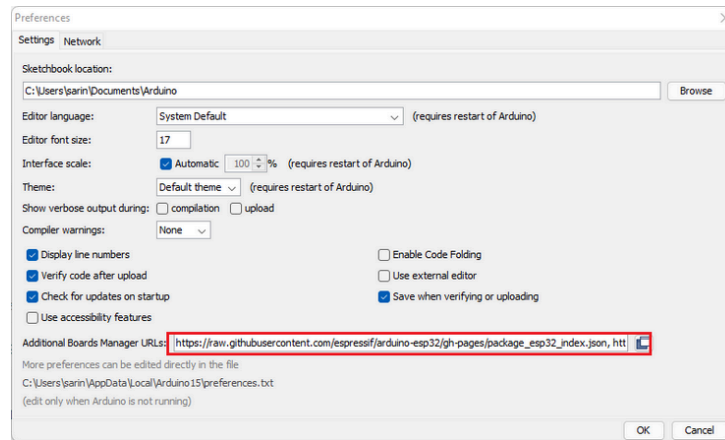 Preferences
Settings Network
Sketchbook location:
C:\Users\sarin\Documents\Arduino Browse
Editor language: System Default (requires restart of Arduino)
Editor font size: 17
Interface scale: Automatic 100 % (requires restart of Arduino)
Theme: Default theme (requires restart of Arduino)
Show verbose output during: compilation upload
Compiler warnings: None
Display line numbers Enable Code Folding
Verify code after upload Use external editor
Check for updates on startup Save when verifying or uploading
Use accessibility features
Additional Boards Manager URLs: https://raw.githubusercontent.com/espressif/arduino-esp32/gh-pages/package_esp32_index.json, htt
More preferences can be edited directly in the file
C:\Users\sarin\AppData\Local\Arduino15\preferences.txt
(edit only when Arduino is not running)
OK Cancel